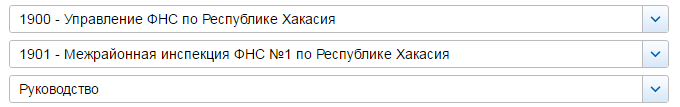 1900 - Управление ФНС по Республике Хакасия
1901 - Межрайонная инспекция ФНС №1 по Республике Хакасия
Руководство